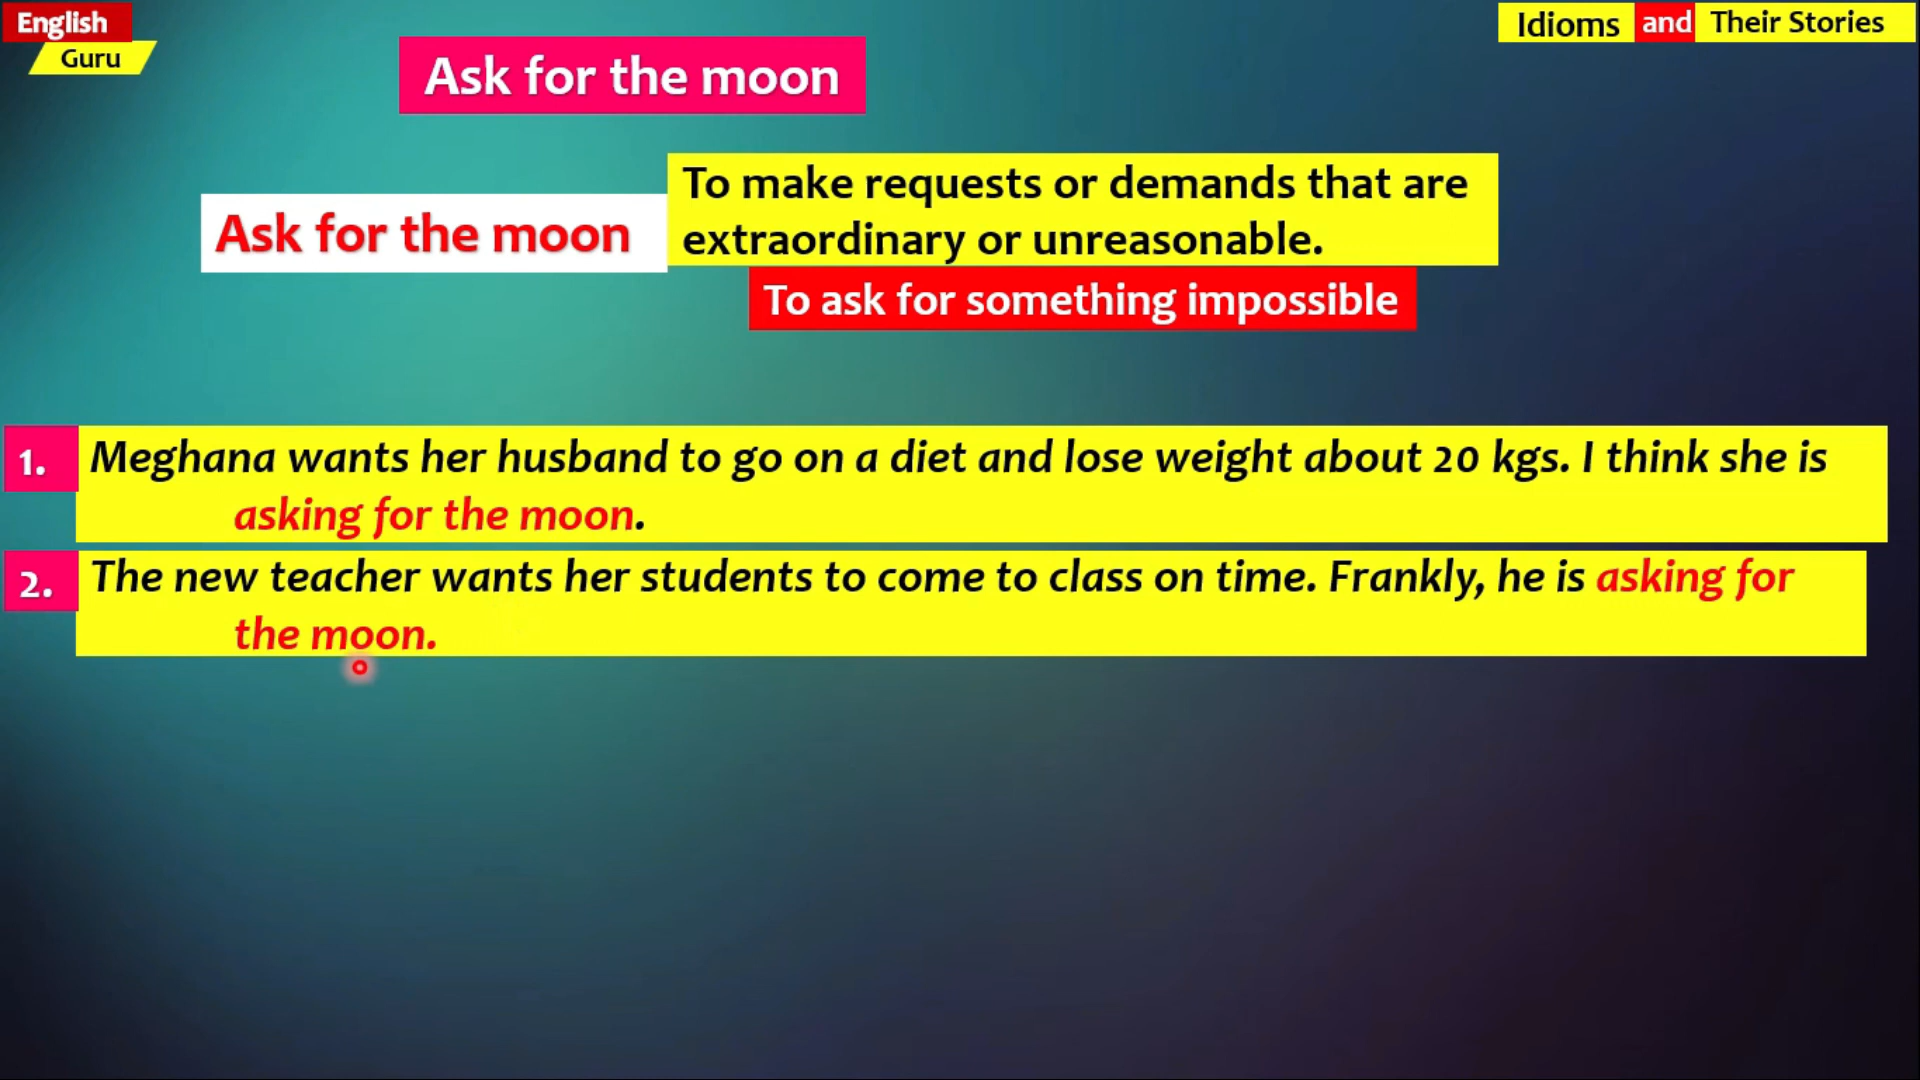 English
Guru
Idioms and Their Stories
Ask for the moon
Ask for the moon
To make requests or demands that are
extraordinary or unreasonable.
To ask for something impossible
1. Meghana wants her husband to go on a diet and lose weight about 20 kgs. I think she is
asking for the moon.
2. The new teacher wants her students to come to class on time. Frankly, he is asking for
the moon.